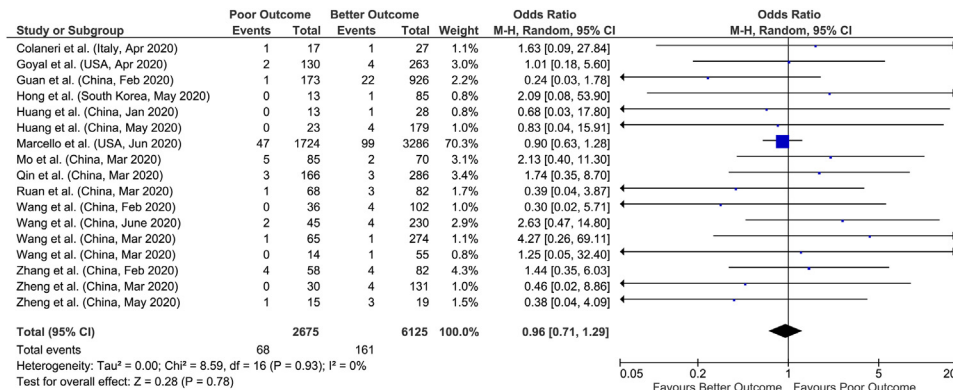 Poor Outcome Better Outcome Odds Ratio Odds Ratio
Study or Subgroup Events Total Events Total Weight M-H, Random, 95% CI M-H, Random, 95% CI
Colaneri et al. (Italy, Apr 2020) 1 17 1 27 1.1% 1.63 [0.09, 27.84]
Goyal et al. (USA, Apr 2020) 2 130 4 263 3.0% 1.01 [0.18, 5.60]
Guan et al. (China, Feb 2020) 1 173 22 926 2.2% 0.24 [0.03, 1.78]
Hong et al. (South Korea, May 2020) 0 13 1 85 0.8% 2.09 [0.08, 53.90]
Huang et al. (China, Jan 2020) 0 13 1 28 0.8% 0.68 [0.03, 17.80]
Huang et al. (China, May 2020) 0 23 4 179 1.0% 0.83 [0.04, 15.91]
Marcello et al. (USA, Jun 2020) 47 1724 99 3286 70.3% 0.90 [0.63, 1.28]
Mo et al. (China, Mar 2020) 5 85 2 70 3.1% 2.13 [0.40, 11.30]
Qin et al. (China, Mar 2020) 3 166 3 286 3.4% 1.74 [0.35, 8.70]
Ruan et al. (China, Mar 2020) 1 68 3 82 1.7% 0.39 [0.04, 3.87]
Wang et al. (China, Feb 2020) 0 36 4 102 1.0% 0.30 [0.02, 5.71]
Wang et al. (China, June 2020) 2 45 4 230 2.9% 2.63 [0.47, 14.80]
Wang et al. (China, Mar 2020) 1 65 1 274 1.1% 4.27 [0.26, 69.11]
Wang et al. (China, Mar 2020) 0 14 1 55 0.8% 1.25 [0.05, 32.40]
Zhang et al. (China, Feb 2020) 4 58 4 82 4.3% 1.44 [0.35, 6.03]
Zheng et al. (China, Mar 2020) 0 30 4 131 1.0% 0.46 [0.02, 8.86]
Zheng et al. (China, May 2020) 1 15 3 19 1.5% 0.38 [0.04, 4.09]
Total (95% CI) 2675 6125 100.0% 0.96 [0.71, 1.29]
Total events 68 161
Heterogeneity: Tau² = 0.00; Chi² = 8.59, df = 16 (P = 0.93); I² = 0%
Test for overall effect: Z = 0.28 (P = 0.78)
0.05 0.2 1 5 20
Favours Better Outcome Favours Poor Outcome